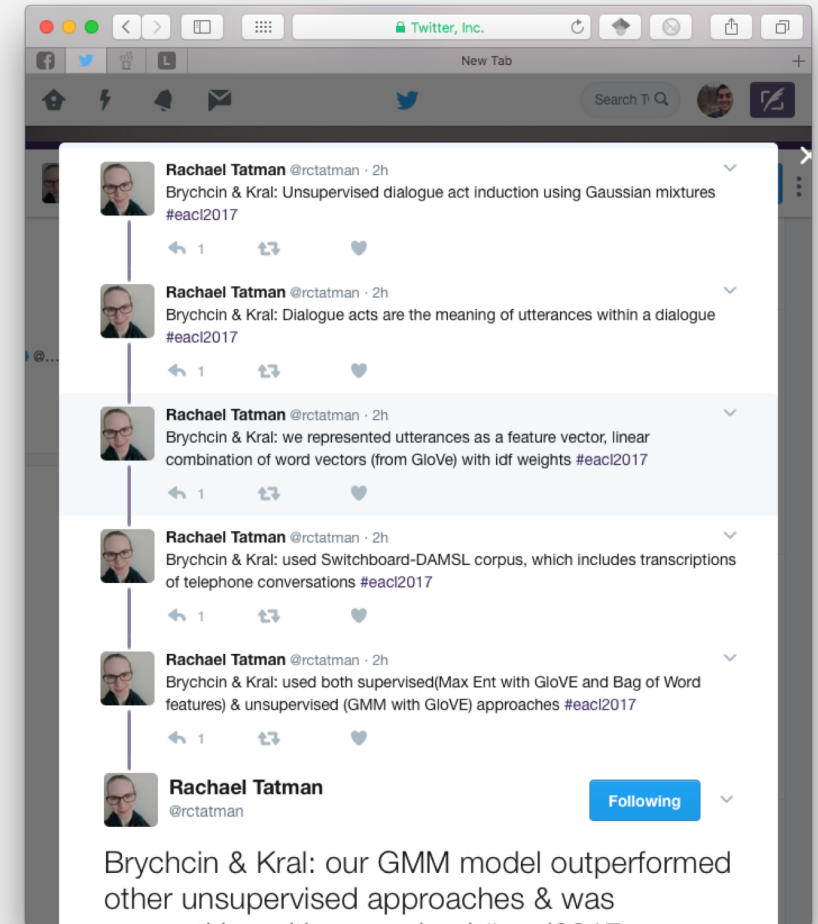 Twitter, Inc.
L
New Tab
Search T
@...
Rachael Tatman @rctatman · 2h
Brychcin & Kral: Unsupervised dialogue act induction using Gaussian mixtures
#eacl2017
1
Rachael Tatman @rctatman · 2h
Brychcin & Kral: Dialogue acts are the meaning of utterances within a dialogue
#eacl2017
1
Rachael Tatman @rctatman · 2h
Brychcin & Kral: we represented utterances as a feature vector, linear
combination of word vectors (from GloVe) with idf weights #eacl2017
1
Rachael Tatman @rctatman · 2h
Brychcin & Kral: used Switchboard-DAMSL corpus, which includes transcriptions
of telephone conversations #eacl2017
1
Rachael Tatman @rctatman · 2h
Brychcin & Kral: used both supervised(Max Ent with GloVE and Bag of Word
features) & unsupervised (GMM with GloVE) approaches #eacl2017
1
Rachael Tatman
@rctatman
Following
Brychcin & Kral: our GMM model outperformed
other unsupervised approaches & was